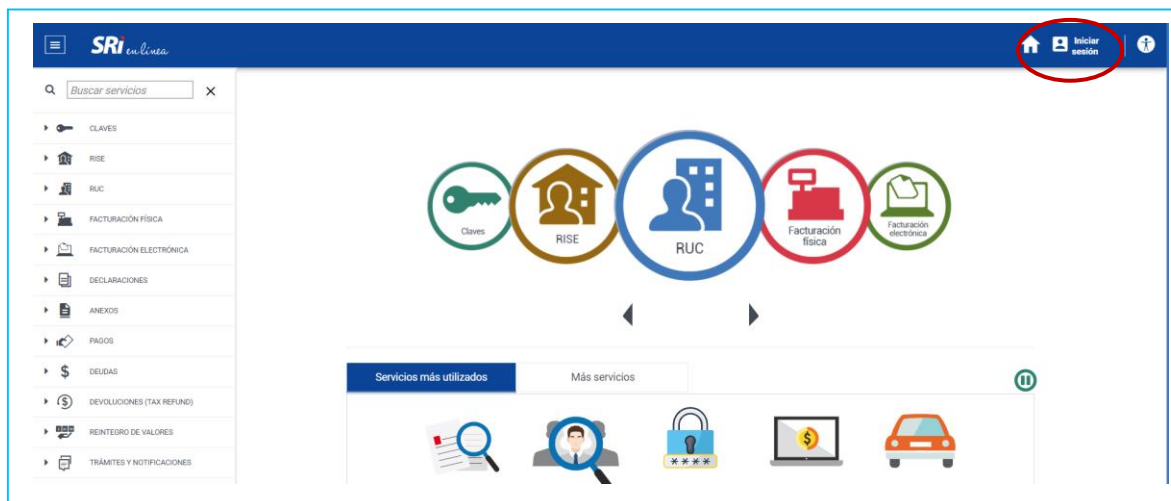 SRi en línea
Iniciar
sesión
Buscar servicios
CLAVES
RISE
RUC
FACTURACIÓN FÍSICA
FACTURACIÓN ELECTRÓNICA
DECLARACIONES
ANEXOS
PAGOS
DEUDAS
DEVOLUCIONES (TAX REFUND)
REINTEGRO DE VALORES
TRÁMITES Y NOTIFICACIONES
Claves
RISE
RUC
Facturación
física
Facturación
electrónica
Servicios más utilizados
Más servicios
$
****